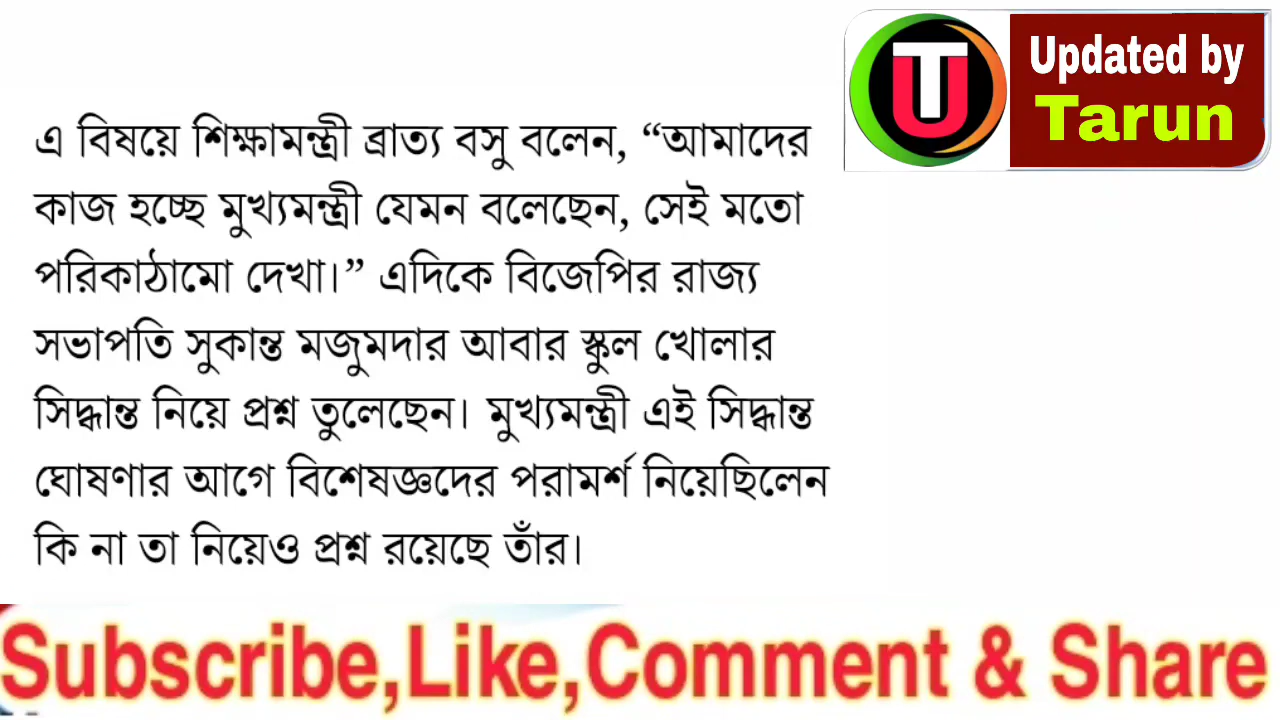 TU
Updated by
Tarun
এ বিষয়ে শিক্ষামন্ত্রী ব্রাত্য বসু বলেন, “আমাদের
কাজ হচ্ছে মুখ্যমন্ত্রী যেমন বলেছেন, সেই মতো
পরিকাঠামো দেখা।” এদিকে বিজেপির রাজ্য
সভাপতি সুকান্ত মজুমদার আবার স্কুল খোলার
সিদ্ধান্ত নিয়ে প্রশ্ন তুলেছেন। মুখ্যমন্ত্রী এই সিদ্ধান্ত
ঘোষণার আগে বিশেষজ্ঞদের পরামর্শ নিয়েছিলেন
কি না তা নিয়েও প্রশ্ন রয়েছে তাঁর।
Subscribe,Like,Comment & Share